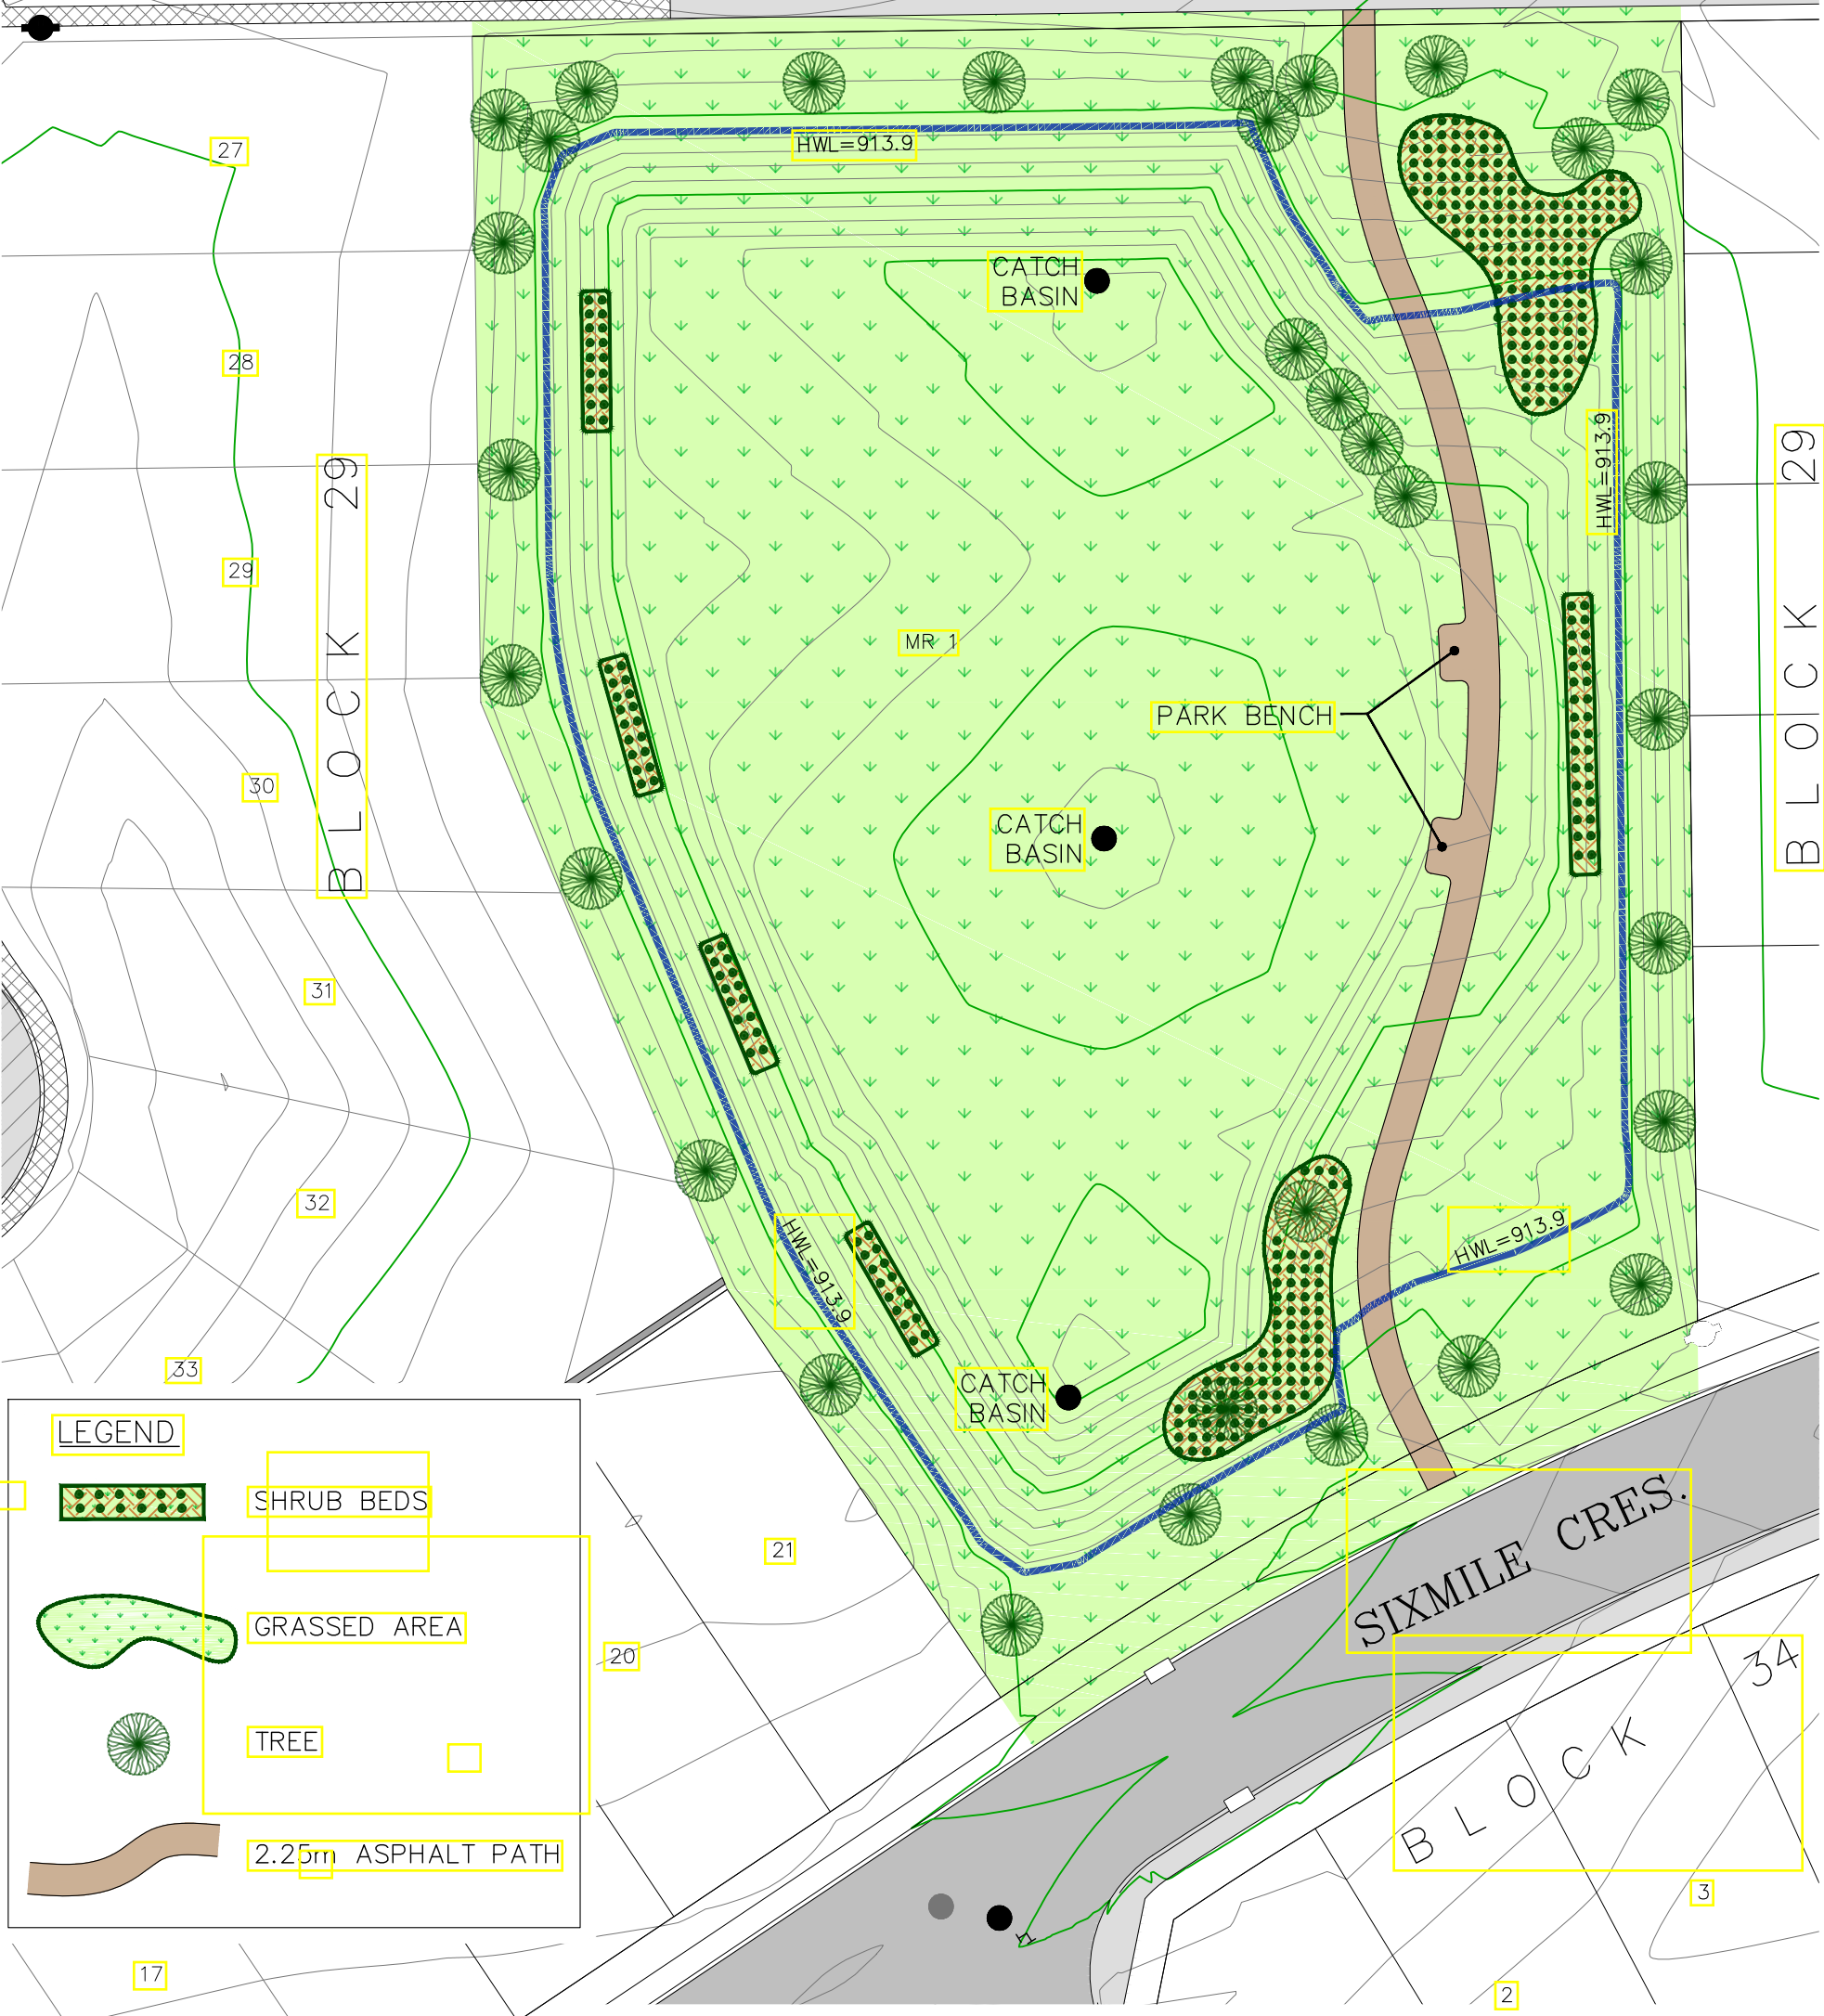 HWL=913.9
27
CATCH
BASIN
28
HWL=913.9
BLOCK 29
BLOCK 29
29
MR 1
PARK BENCH
30
CATCH
BASIN
31
32
HWL=913.9
HWL=913.9
33
CATCH
BASIN
LEGEND
SHRUB BEDS
GRASSED AREA
TREE
2.25m ASPHALT PATH
21
20
SIXMILE CRES.
BLOCK 34
3
17
2